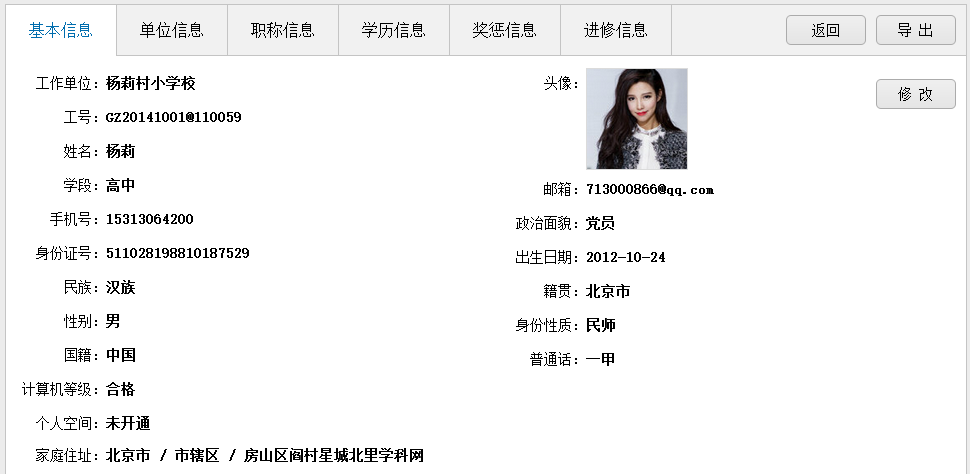 基本信息 单位信息 职称信息 学历信息 奖惩信息 进修信息 返回 导 出
工作单位：杨莉村小学校 头像： 修 改
工号：GZ20141001@110059
姓名：杨莉
学段：高中 邮箱：713000866@qq.com
手机号：15313064200 政治面貌：党员
身份证号：511028198810187529 出生日期：2012-10-24
民族：汉族 籍贯：北京市
性别：男 身份性质：民师
国籍：中国 普通话：一甲
计算机等级：合格
个人空间：未开通
家庭住址：北京市 / 市辖区 / 房山区阎村星城北里学科网